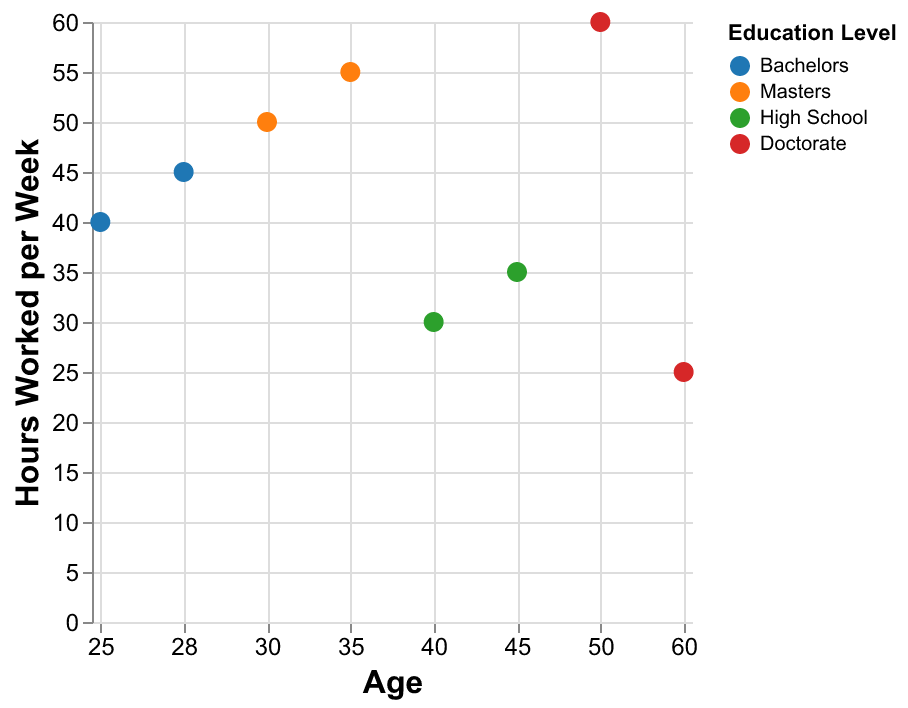 60
55
50
45
40
35
30
25
20
15
10
5
0
Hours Worked per Week
25 28 30 35 40 45 50 60
Age
Education Level
Bachelors
Masters
High School
Doctorate